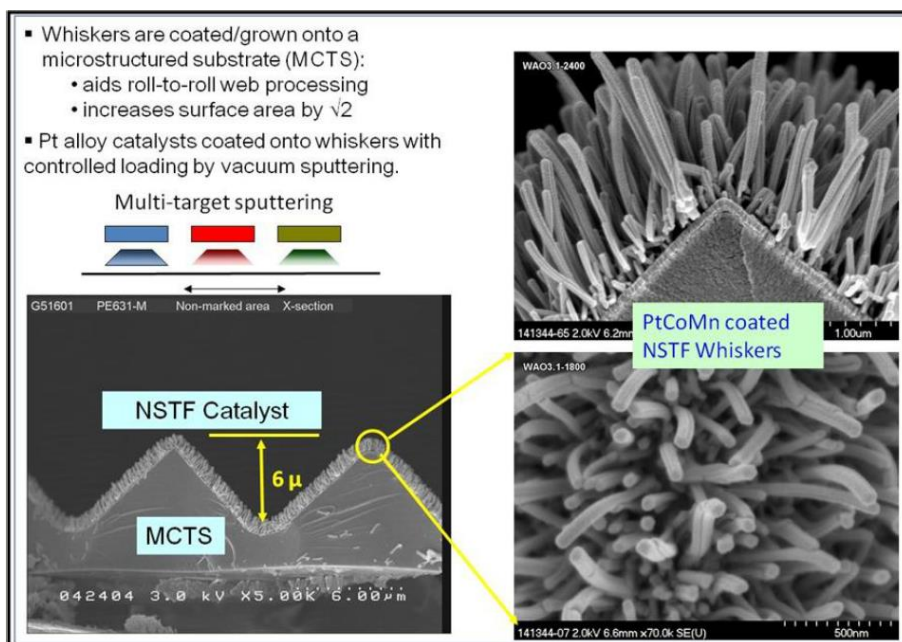 ▪ Whiskers are coated/grown onto a
microstructured substrate (MCTS):
• aids roll-to-roll web processing
• increases surface area by √2
▪ Pt alloy catalysts coated onto whiskers with
controlled loading by vacuum sputtering.
Multi-target sputtering
G51601 PE631-M Non-marked area X-section
NSTF Catalyst
6 µ
MCTS
042404 3.0 kV X5.00K 6.00µm
WAO3.1-2400
141344-65 2.0kV 6.2mm
1.00um
PtCoMn coated
NSTF Whiskers
WAO3.1-1800
141344-07 2.0kV 6.6mm x70.0k SE(U) 500nm